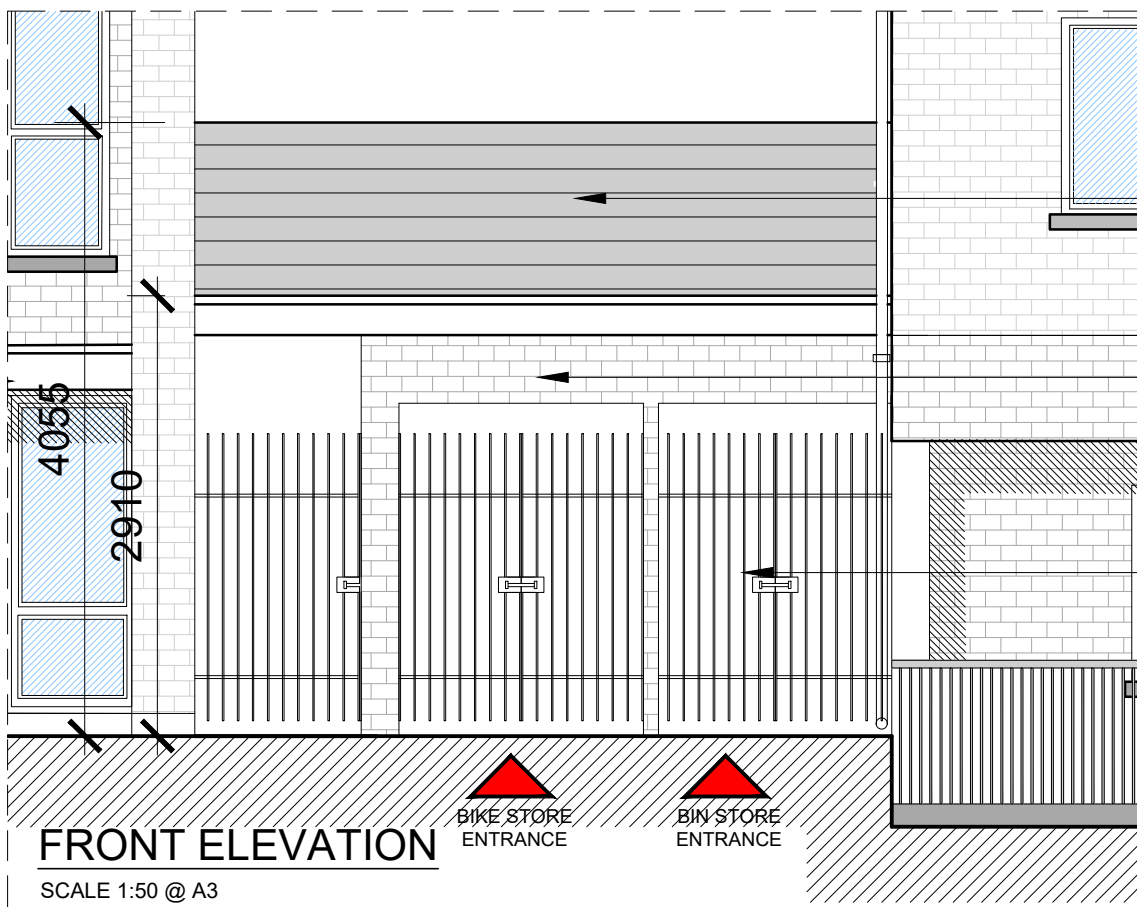 4055
2910
BIKE STORE
ENTRANCE
BIN STORE
ENTRANCE
FRONT ELEVATION
SCALE 1:50 @ A3